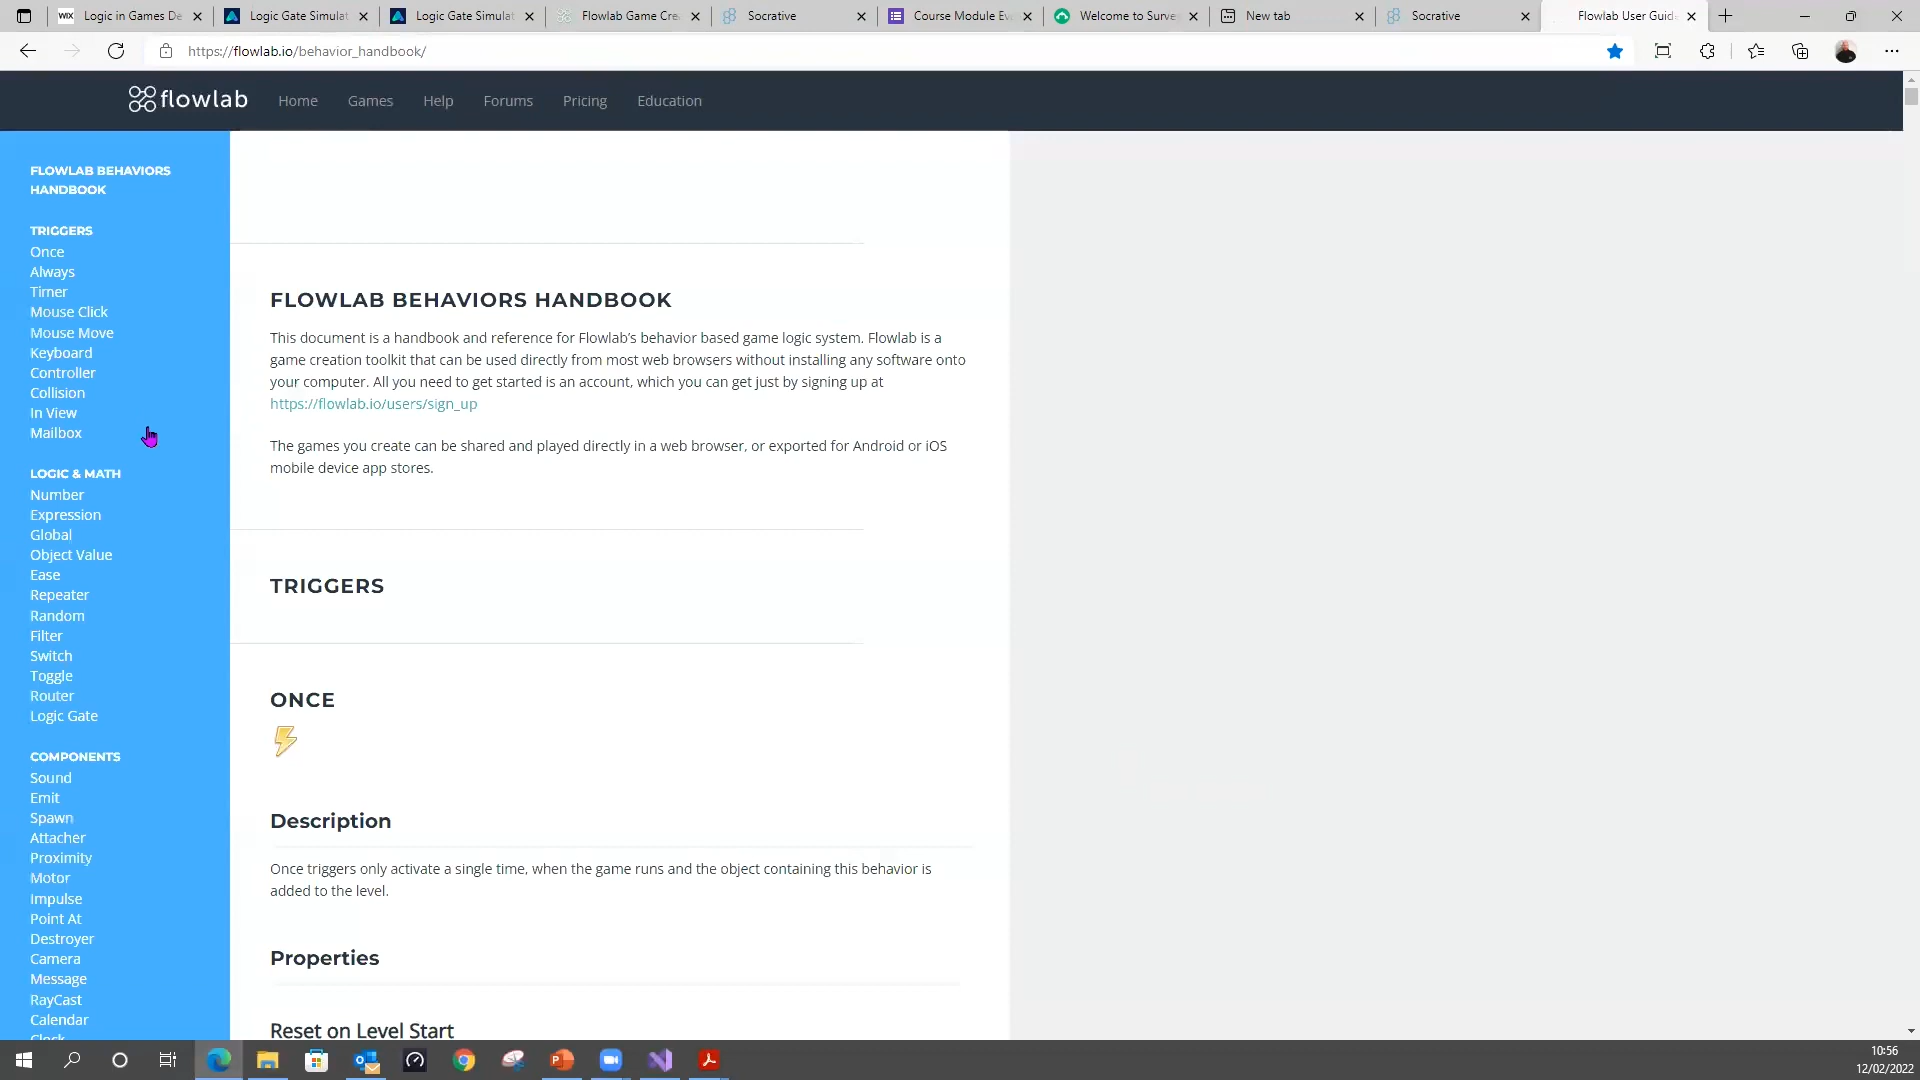 Logic in Games De
Logic Gate Simulat
Logic Gate Simulat
Flowlab Game Cre
Socrative
Course Module Ev
Welcome to Surve
New tab
Socrative
Flowlab User Guid
https://flowlab.io/behavior_handbook/
flowlab
Home
Games
Help
Forums
Pricing
Education
FLOWLAB BEHAVIORS
HANDBOOK
TRIGGERS
Once
Always
Timer
Mouse Click
Mouse Move
Keyboard
Controller
Collision
In View
Mailbox
LOGIC & MATH
Number
Expression
Global
Object Value
Ease
Repeater
Random
Filter
Switch
Toggle
Router
Logic Gate
COMPONENTS
Sound
Emit
Spawn
Attacher
Proximity
Motor
Impulse
Point At
Destroyer
Camera
Message
RayCast
Calendar
Clock
FLOWLAB BEHAVIORS HANDBOOK
This document is a handbook and reference for Flowlab's behavior based game logic system. Flowlab is a
game creation toolkit that can be used directly from most web browsers without installing any software onto
your computer. All you need to get started is an account, which you can get just by signing up at
https://flowlab.io/users/sign_up
The games you create can be shared and played directly in a web browser, or exported for Android or iOS
mobile device app stores.
TRIGGERS
ONCE
Description
Once triggers only activate a single time, when the game runs and the object containing this behavior is
added to the level.
Properties
Reset on Level Start
10:56
12/02/2022